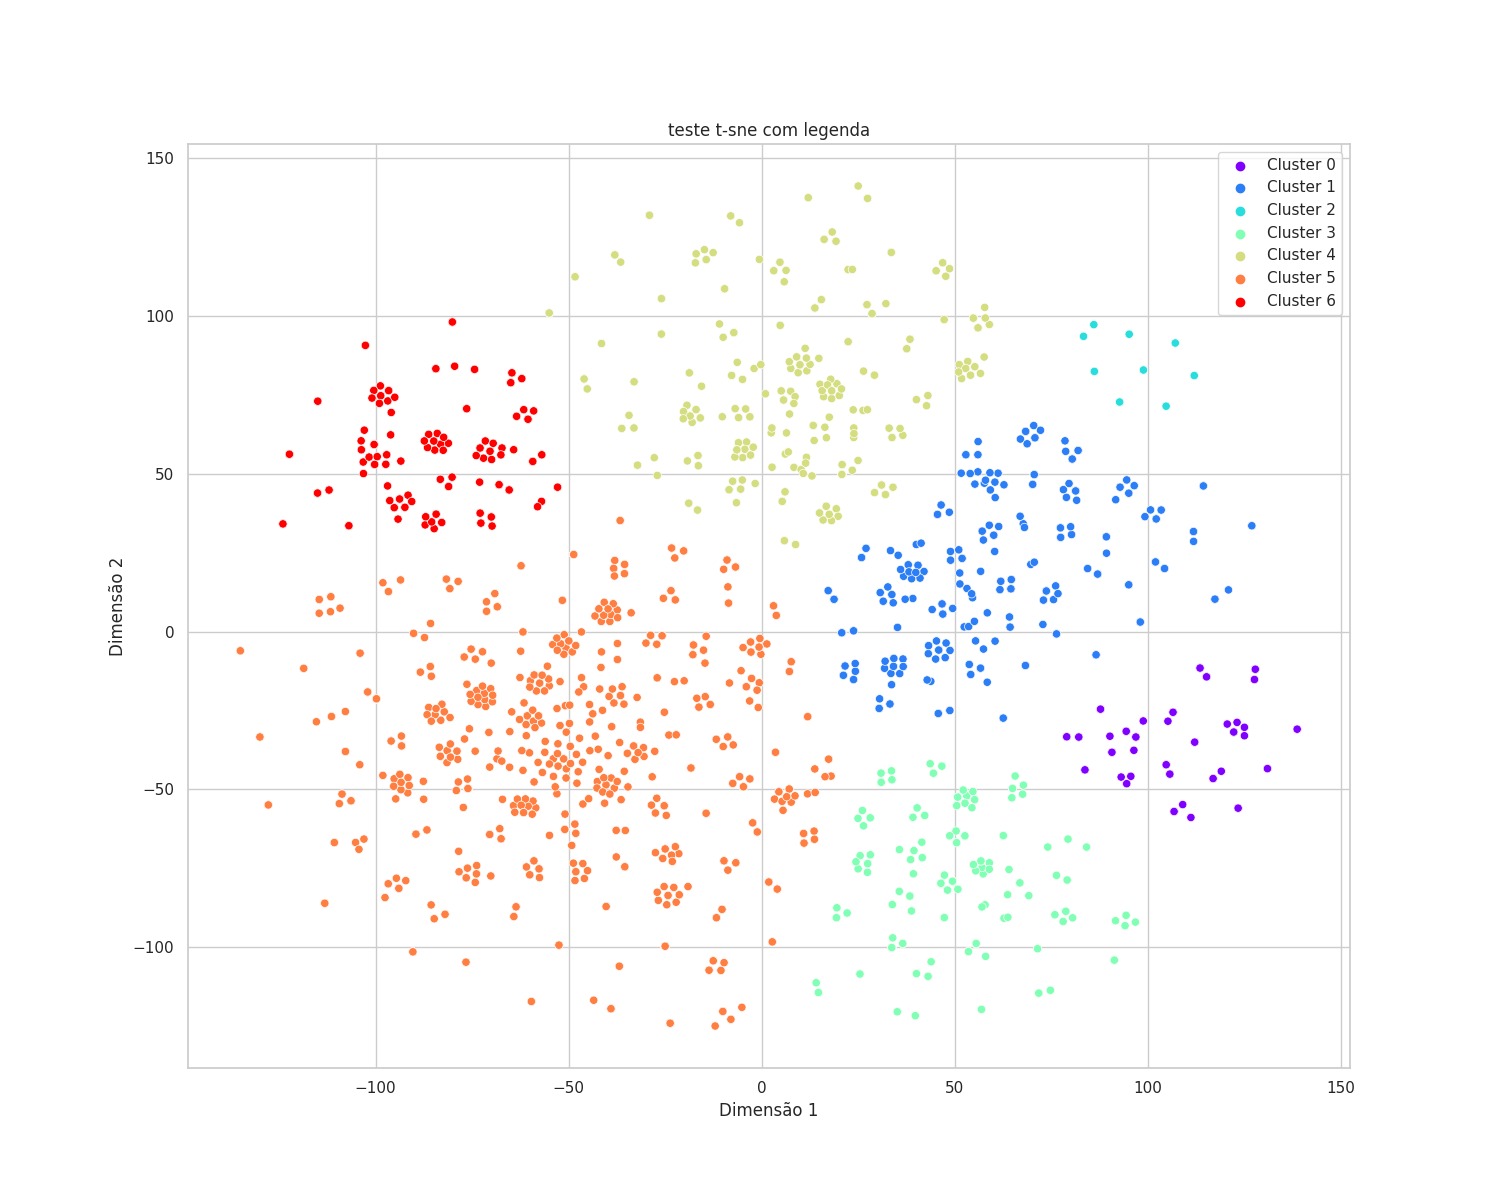 teste t-sne com legenda
150
100
50
0
−50
−100
Dimensão 2
Cluster 0
Cluster 1
Cluster 2
Cluster 3
Cluster 4
Cluster 5
Cluster 6
−100
−50
0
50
100
150
Dimensão 1